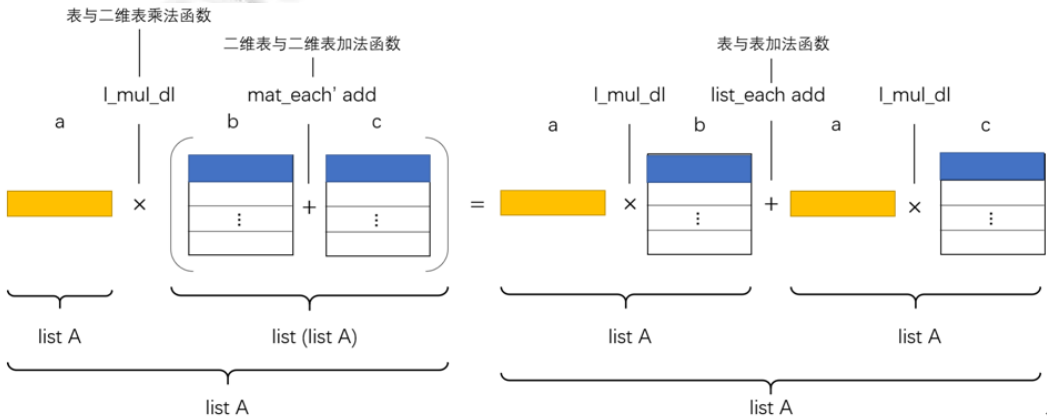 表与二维表乘法函数
二维表与二维表加法函数
表与表加法函数
l_mul_dl
mat_each' add
l_mul_dl
list_each add
l_mul_dl
a
b
c
a
b
a
c
×
+
=
×
+
×
⋮
⋮
⋮
⋮
list A
list (list A)
list A
list A
list A
list A